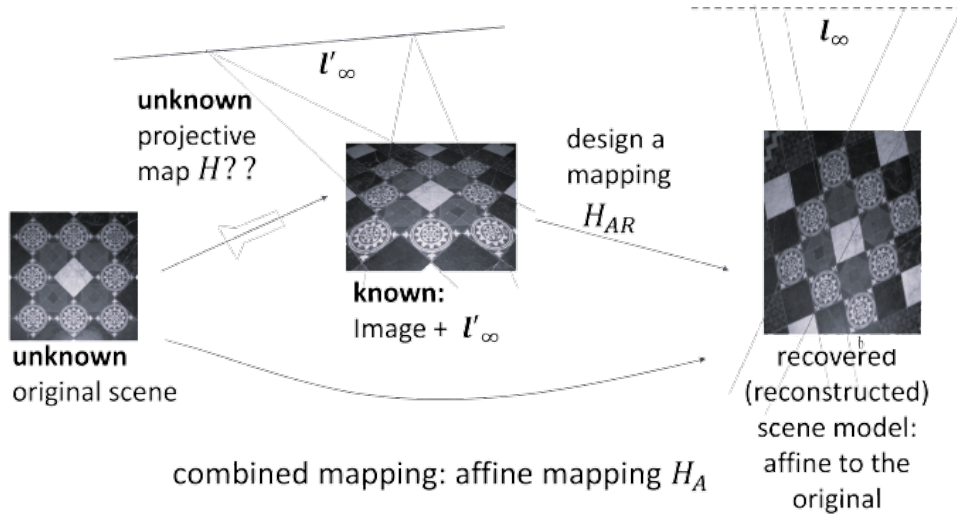 l'∞
l∞
unknown
projective
map H? ?
design a
mapping
H_AR
known:
Image + l'∞
unknown
original scene
recovered
(reconstructed)
scene model:
affine to the
original
combined mapping: affine mapping H_A